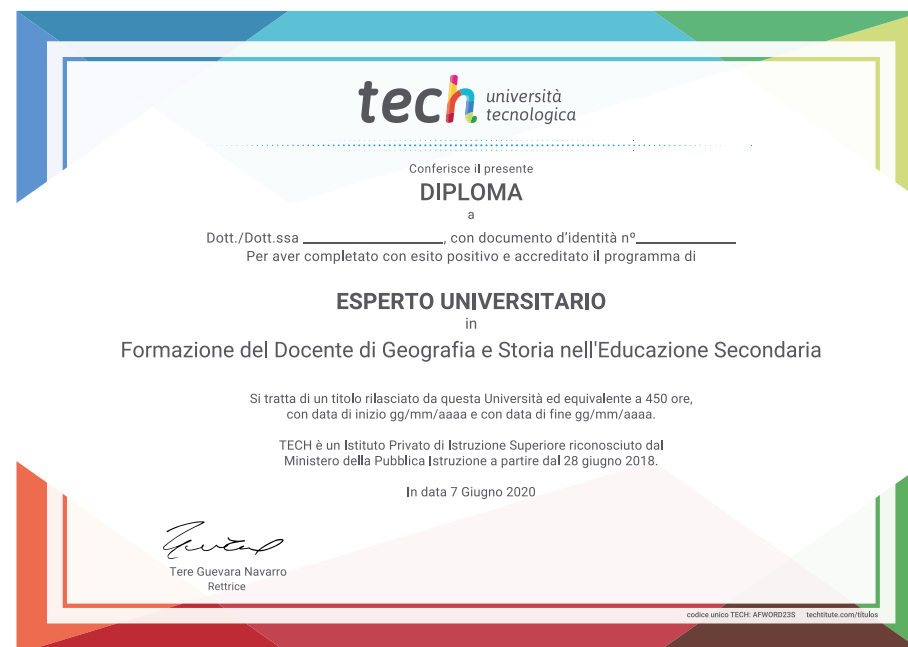 tech università
tecnologica
Conferisce il presente
DIPLOMA
a
Dott./Dott.ssa ____________________, con documento d'identità nº______________
Per aver completato con esito positivo e accreditato il programma di
ESPERTO UNIVERSITARIO
in
Formazione del Docente di Geografia e Storia nell'Educazione Secondaria
Si tratta di un titolo rilasciato da questa Università ed equivalente a 450 ore,
con data di inizio gg/mm/aaaa e con data di fine gg/mm/aaaa.
TECH è un Istituto Privato di Istruzione Superiore riconosciuto dal
Ministero della Pubblica Istruzione a partire dal 28 giugno 2018.
In data 7 Giugno 2020
Tere Guevara Navarro
Rettrice
codice unico TECH: AFWORD23S techtitute.com/titulos